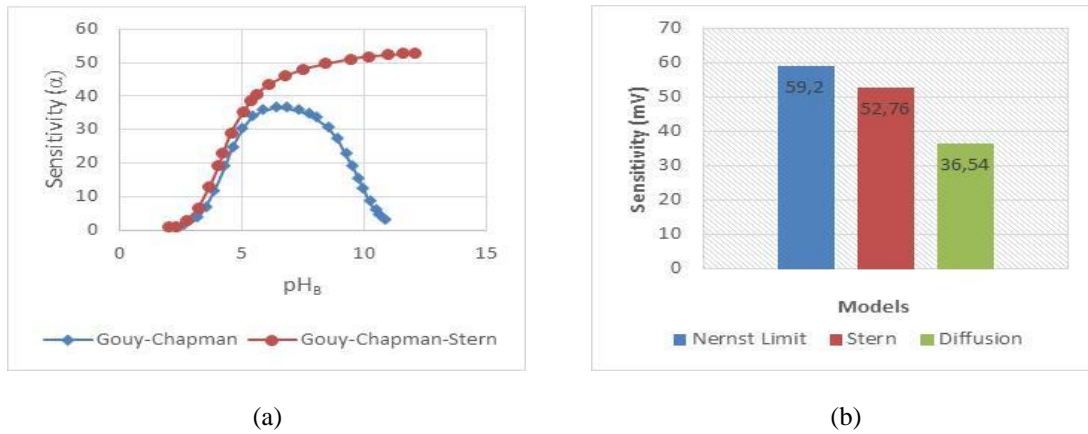 60
50
40
30
20
10
0
Sensitivity (α)
0 5 10 15
pHB
Gouy-Chapman Gouy-Chapman-Stern
(a)
70
60
50
40
30
20
10
0
Sensitivity (mV)
59,2
52,76
36,54
Models
Nernst Limit Stern Diffusion
(b)